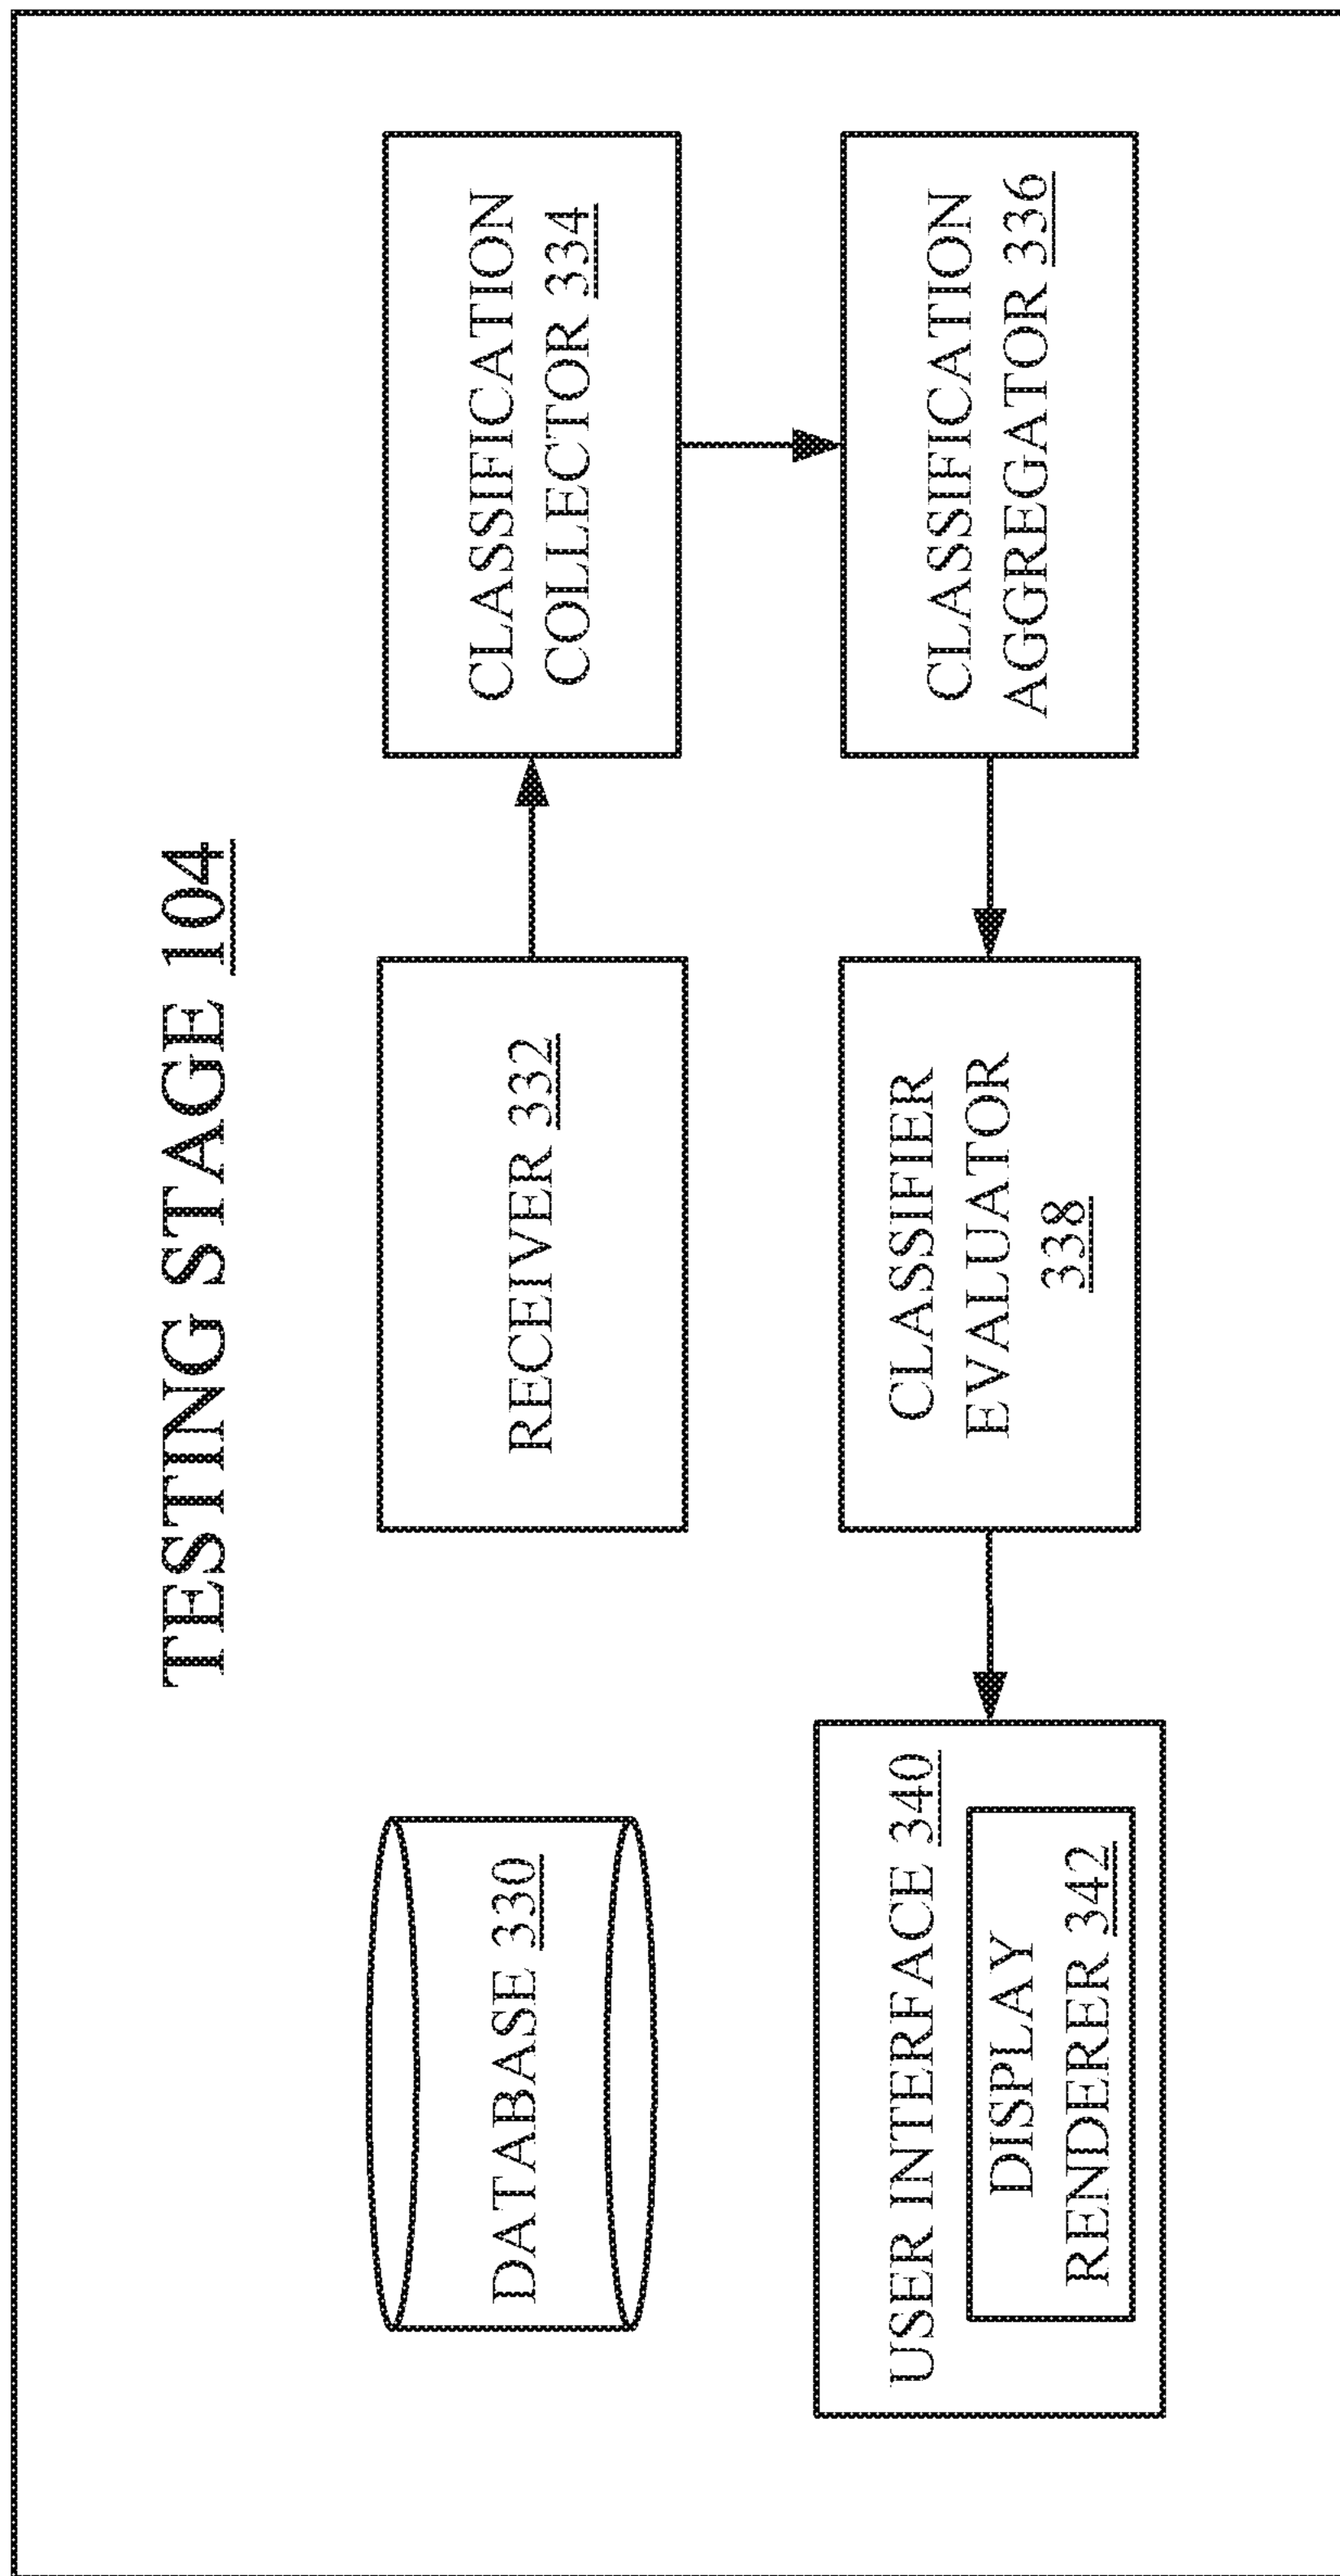 TESTING STAGE 104
DATABASE 330
RECEIVER 332
CLASSIFICATION
COLLECTOR 334
USER INTERFACE 340
DISPLAY
RENDERER 342
CLASSIFIER
EVALUATOR
338
CLASSIFICATION
AGGREGATOR 336